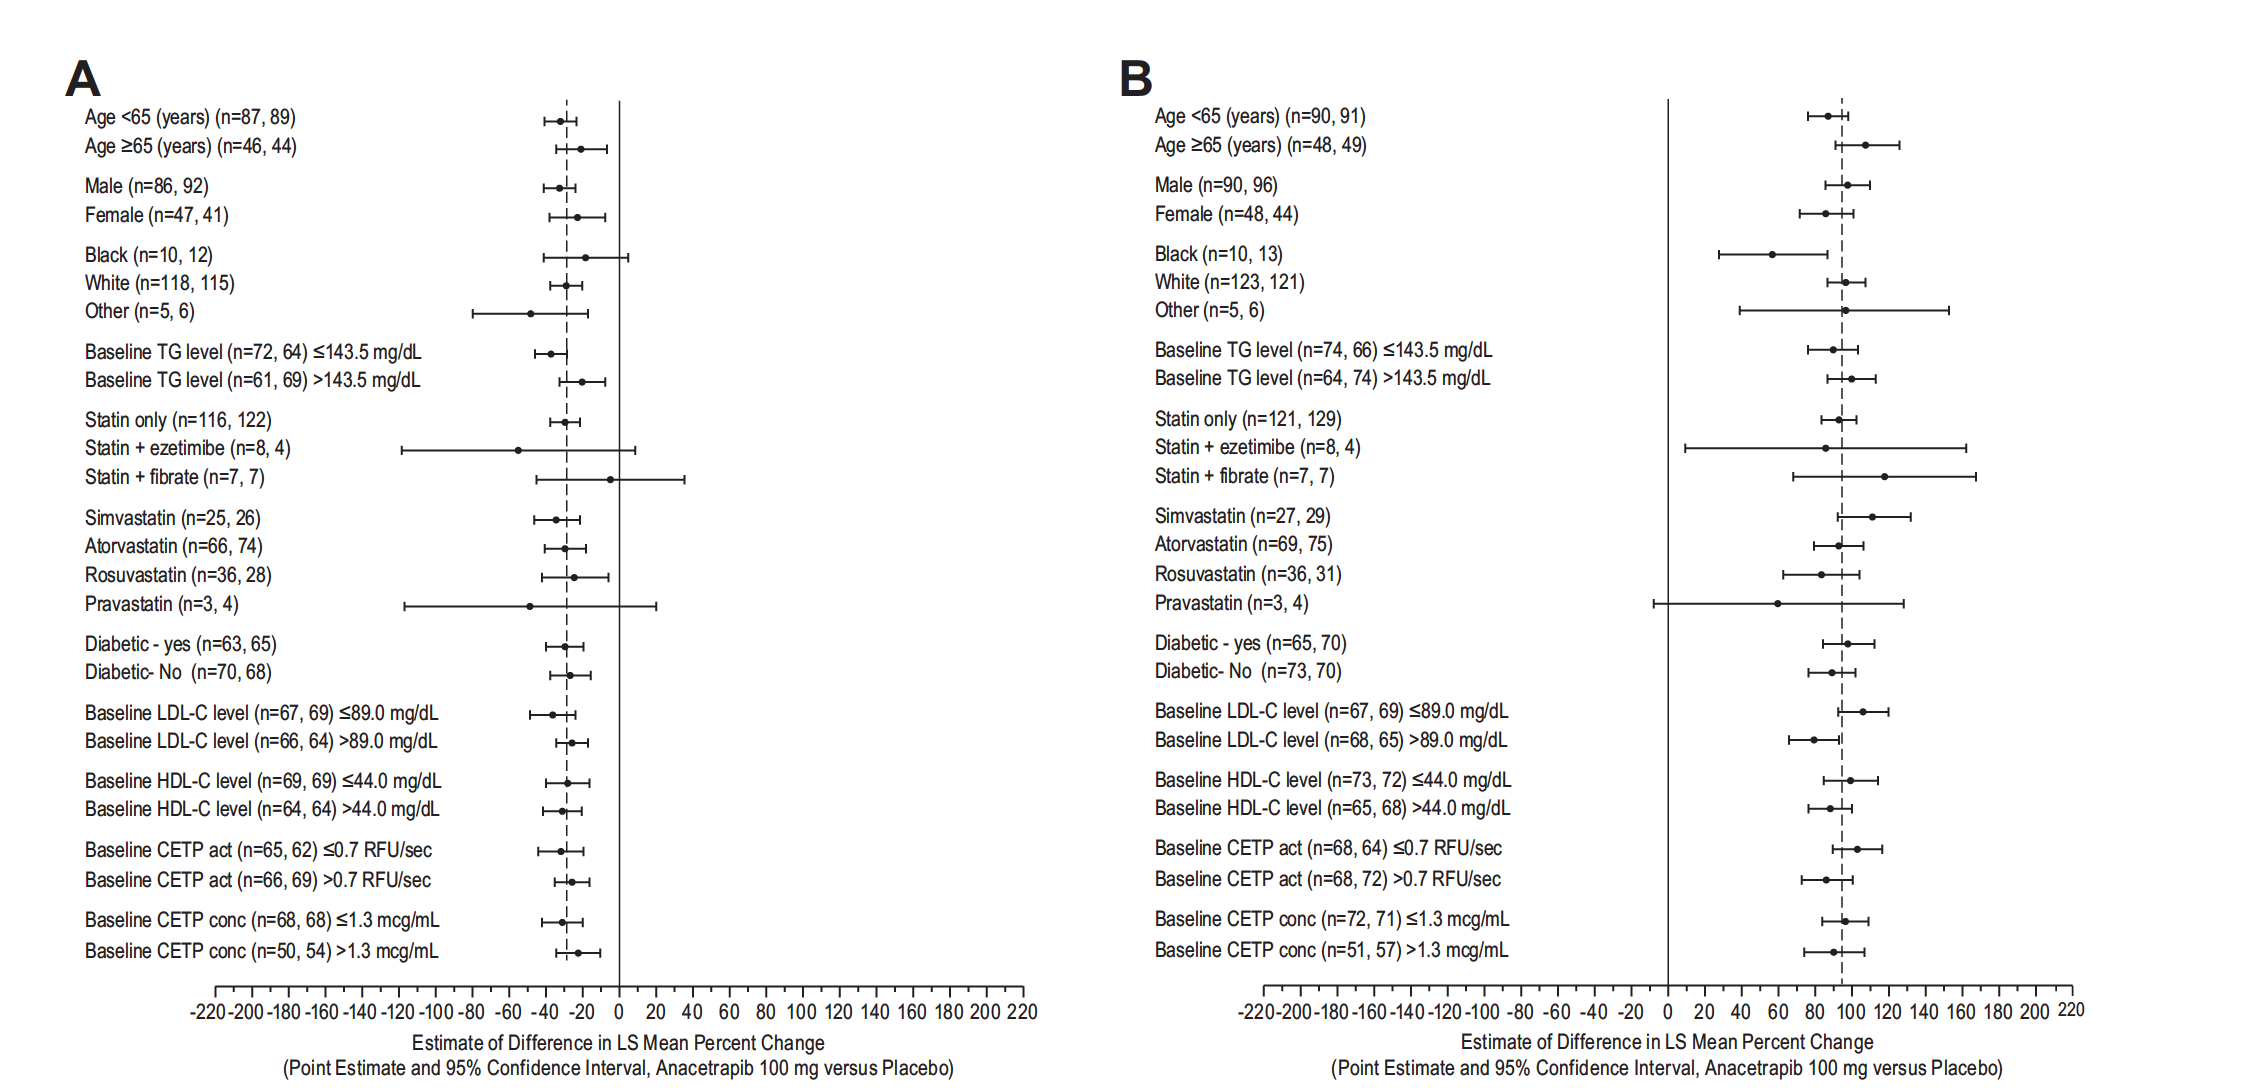 A
Age <65 (years) (n=87, 89)
Age ≥65 (years) (n=46, 44)
Male (n=86, 92)
Female (n=47, 41)
Black (n=10, 12)
White (n=118, 115)
Other (n=5, 6)
Baseline TG level (n=72, 64) ≤143.5 mg/dL
Baseline TG level (n=61, 69) >143.5 mg/dL
Statin only (n=116, 122)
Statin + ezetimibe (n=8, 4)
Statin + fibrate (n=7, 7)
Simvastatin (n=25, 26)
Atorvastatin (n=66, 74)
Rosuvastatin (n=36, 28)
Pravastatin (n=3, 4)
Diabetic - yes (n=63, 65)
Diabetic- No (n=70, 68)
Baseline LDL-C level (n=67, 69) ≤89.0 mg/dL
Baseline LDL-C level (n=66, 64) >89.0 mg/dL
Baseline HDL-C level (n=69, 69) ≤44.0 mg/dL
Baseline HDL-C level (n=64, 64) >44.0 mg/dL
Baseline CETP act (n=65, 62) ≤0.7 RFU/sec
Baseline CETP act (n=66, 69) >0.7 RFU/sec
Baseline CETP conc (n=68, 68) ≤1.3 mcg/mL
Baseline CETP conc (n=50, 54) >1.3 mcg/mL
-220 -200 -180 -160 -140 -120 -100 -80 -60 -40 -20 0 20 40 60 80 100 120 140 160 180 200 220
Estimate of Difference in LS Mean Percent Change
(Point Estimate and 95% Confidence Interval, Anacetrapib 100 mg versus Placebo)
B
Age <65 (years) (n=90, 91)
Age ≥65 (years) (n=48, 49)
Male (n=90, 96)
Female (n=48, 44)
Black (n=10, 13)
White (n=123, 121)
Other (n=5, 6)
Baseline TG level (n=74, 66) ≤143.5 mg/dL
Baseline TG level (n=64, 74) >143.5 mg/dL
Statin only (n=121, 129)
Statin + ezetimibe (n=8, 4)
Statin + fibrate (n=7, 7)
Simvastatin (n=27, 29)
Atorvastatin (n=69, 75)
Rosuvastatin (n=36, 31)
Pravastatin (n=3, 4)
Diabetic - yes (n=65, 70)
Diabetic- No (n=73, 70)
Baseline LDL-C level (n=67, 69) ≤89.0 mg/dL
Baseline LDL-C level (n=68, 65) >89.0 mg/dL
Baseline HDL-C level (n=73, 72) ≤44.0 mg/dL
Baseline HDL-C level (n=65, 68) >44.0 mg/dL
Baseline CETP act (n=68, 64) ≤0.7 RFU/sec
Baseline CETP act (n=68, 72) >0.7 RFU/sec
Baseline CETP conc (n=72, 71) ≤1.3 mcg/mL
Baseline CETP conc (n=51, 57) >1.3 mcg/mL
-220 -200 -180 -160 -140 -120 -100 -80 -60 -40 -20 0 20 40 60 80 100 120 140 160 180 200 220
Estimate of Difference in LS Mean Percent Change
(Point Estimate and 95% Confidence Interval, Anacetrapib 100 mg versus Placebo)